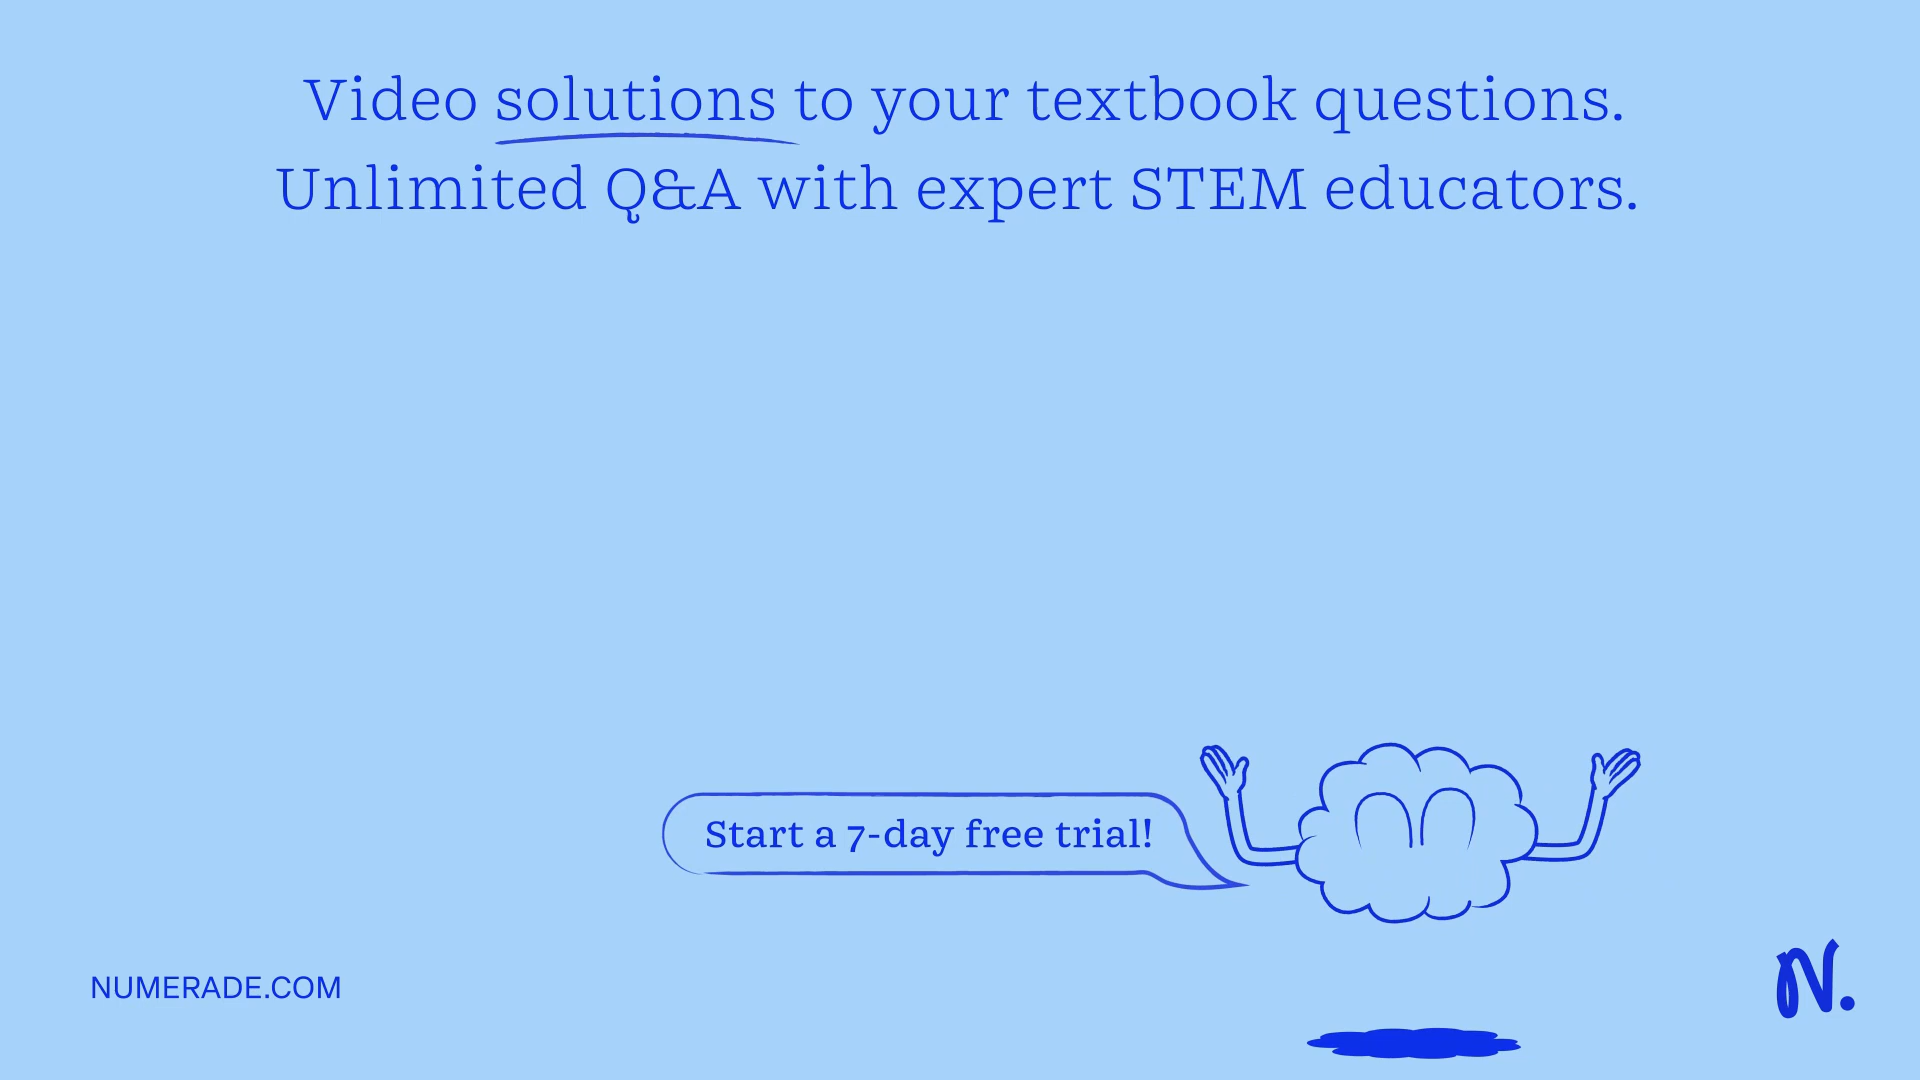 Video solutions to your textbook questions.
Unlimited Q&A with expert STEM educators.
Start a 7-day free trial!
NUMERADE.COM
N.